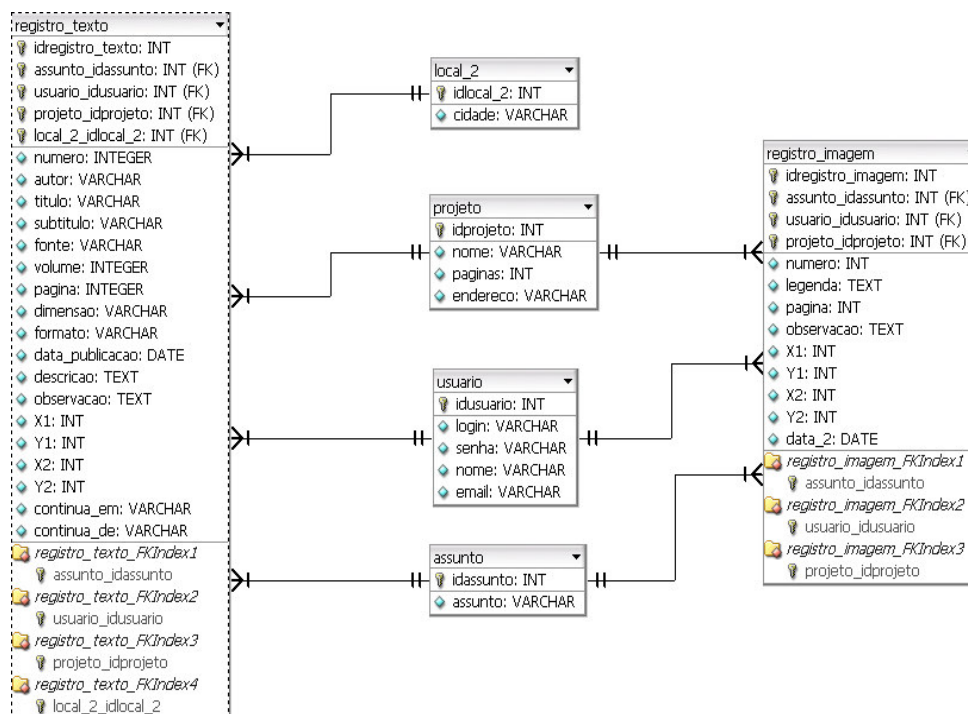 registro_texto
idregistro_texto: INT
assunto_idassunto: INT (FK)
usuario_idusuario: INT (FK)
projeto_idprojeto: INT (FK)
local_2_idlocal_2: INT (FK)
numero: INTEGER
autor: VARCHAR
titulo: VARCHAR
subtitulo: VARCHAR
fonte: VARCHAR
volume: INTEGER
pagina: INTEGER
dimensao: VARCHAR
formato: VARCHAR
data_publicacao: DATE
descricao: TEXT
observacao: TEXT
X1: INT
Y1: INT
X2: INT
Y2: INT
continua_em: VARCHAR
continua_de: VARCHAR
registro_texto_FKIndex1
assunto_idassunto
registro_texto_FKIndex2
usuario_idusuario
registro_texto_FKIndex3
projeto_idprojeto
registro_texto_FKIndex4
local_2_idlocal_2
local_2
idlocal_2: INT
cidade: VARCHAR
projeto
idprojeto: INT
nome: VARCHAR
paginas: INT
endereco: VARCHAR
usuario
idusuario: INT
login: VARCHAR
senha: VARCHAR
nome: VARCHAR
email: VARCHAR
assunto
idassunto: INT
assunto: VARCHAR
registro_imagem
idregistro_imagem: INT
assunto_idassunto: INT (FK)
usuario_idusuario: INT (FK)
projeto_idprojeto: INT (FK)
numero: INT
legenda: TEXT
pagina: INT
observacao: TEXT
X1: INT
Y1: INT
X2: INT
Y2: INT
data_2: DATE
registro_imagem_FKIndex1
assunto_idassunto
registro_imagem_FKIndex2
usuario_idusuario
registro_imagem_FKIndex3
projeto_idprojeto